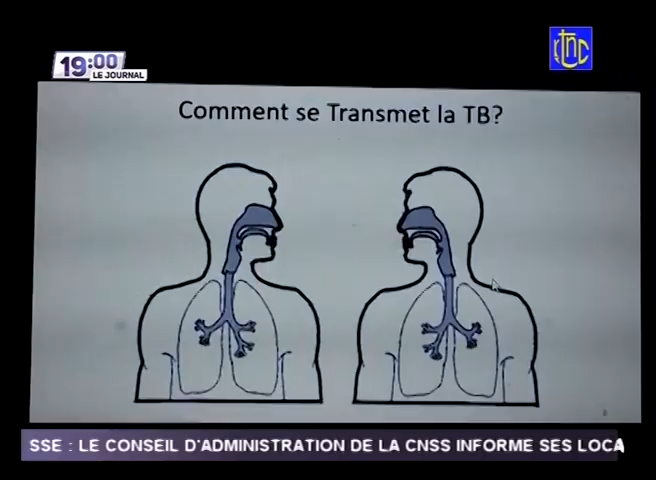 19:00
LE JOURNAL
rtnc
Comment se Transmet la TB?
SSE : LE CONSEIL D'ADMINISTRATION DE LA CNSS INFORME SES LOCA